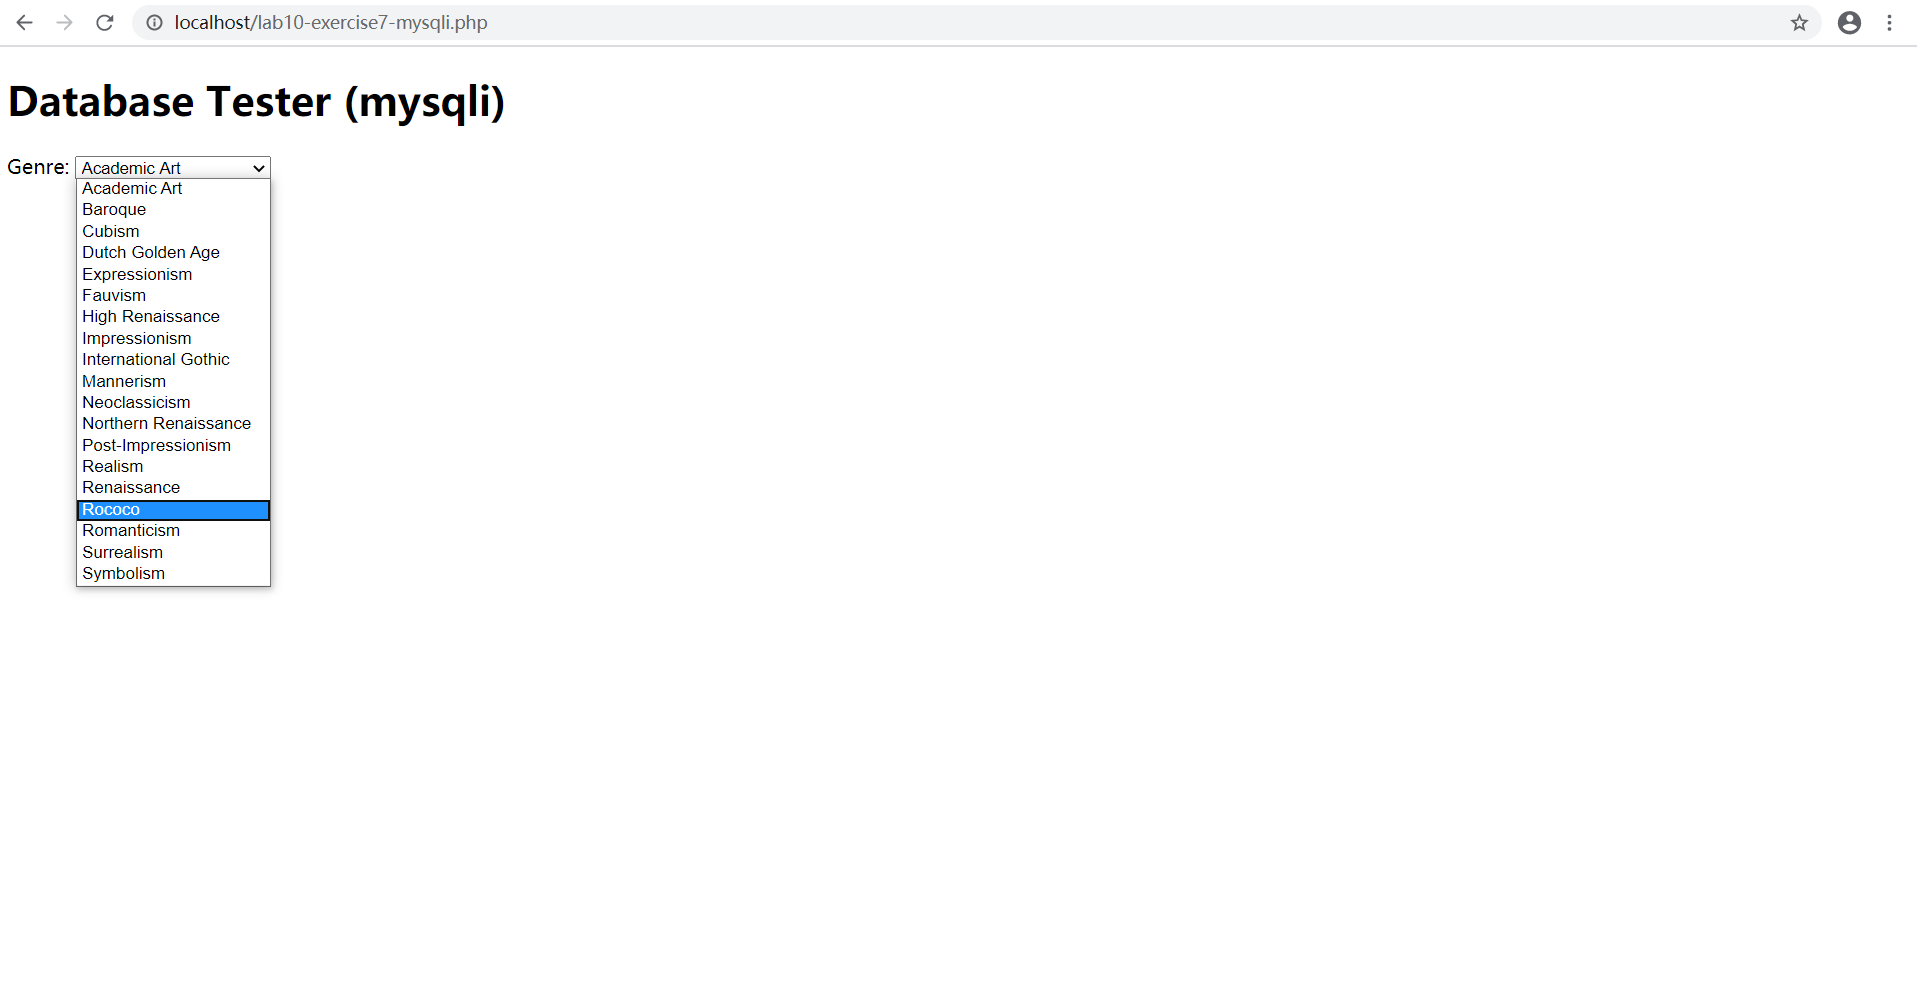 localhost/lab10-exercise7-mysqli.php
Database Tester (mysqli)
Genre: Academic Art
Academic Art
Baroque
Cubism
Dutch Golden Age
Expressionism
Fauvism
High Renaissance
Impressionism
International Gothic
Mannerism
Neoclassicism
Northern Renaissance
Post-Impressionism
Realism
Renaissance
Rococo
Romanticism
Surrealism
Symbolism